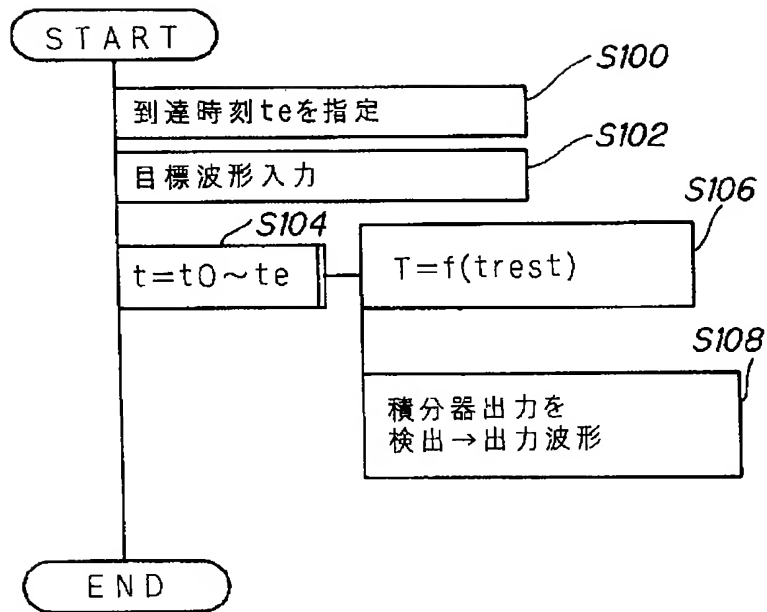 START
S100
到達時刻teを指定
S102
目標波形入力
S104
t=t0～te
S106
T=f(trest)
S108
積分器出力を
検出→出力波形
END